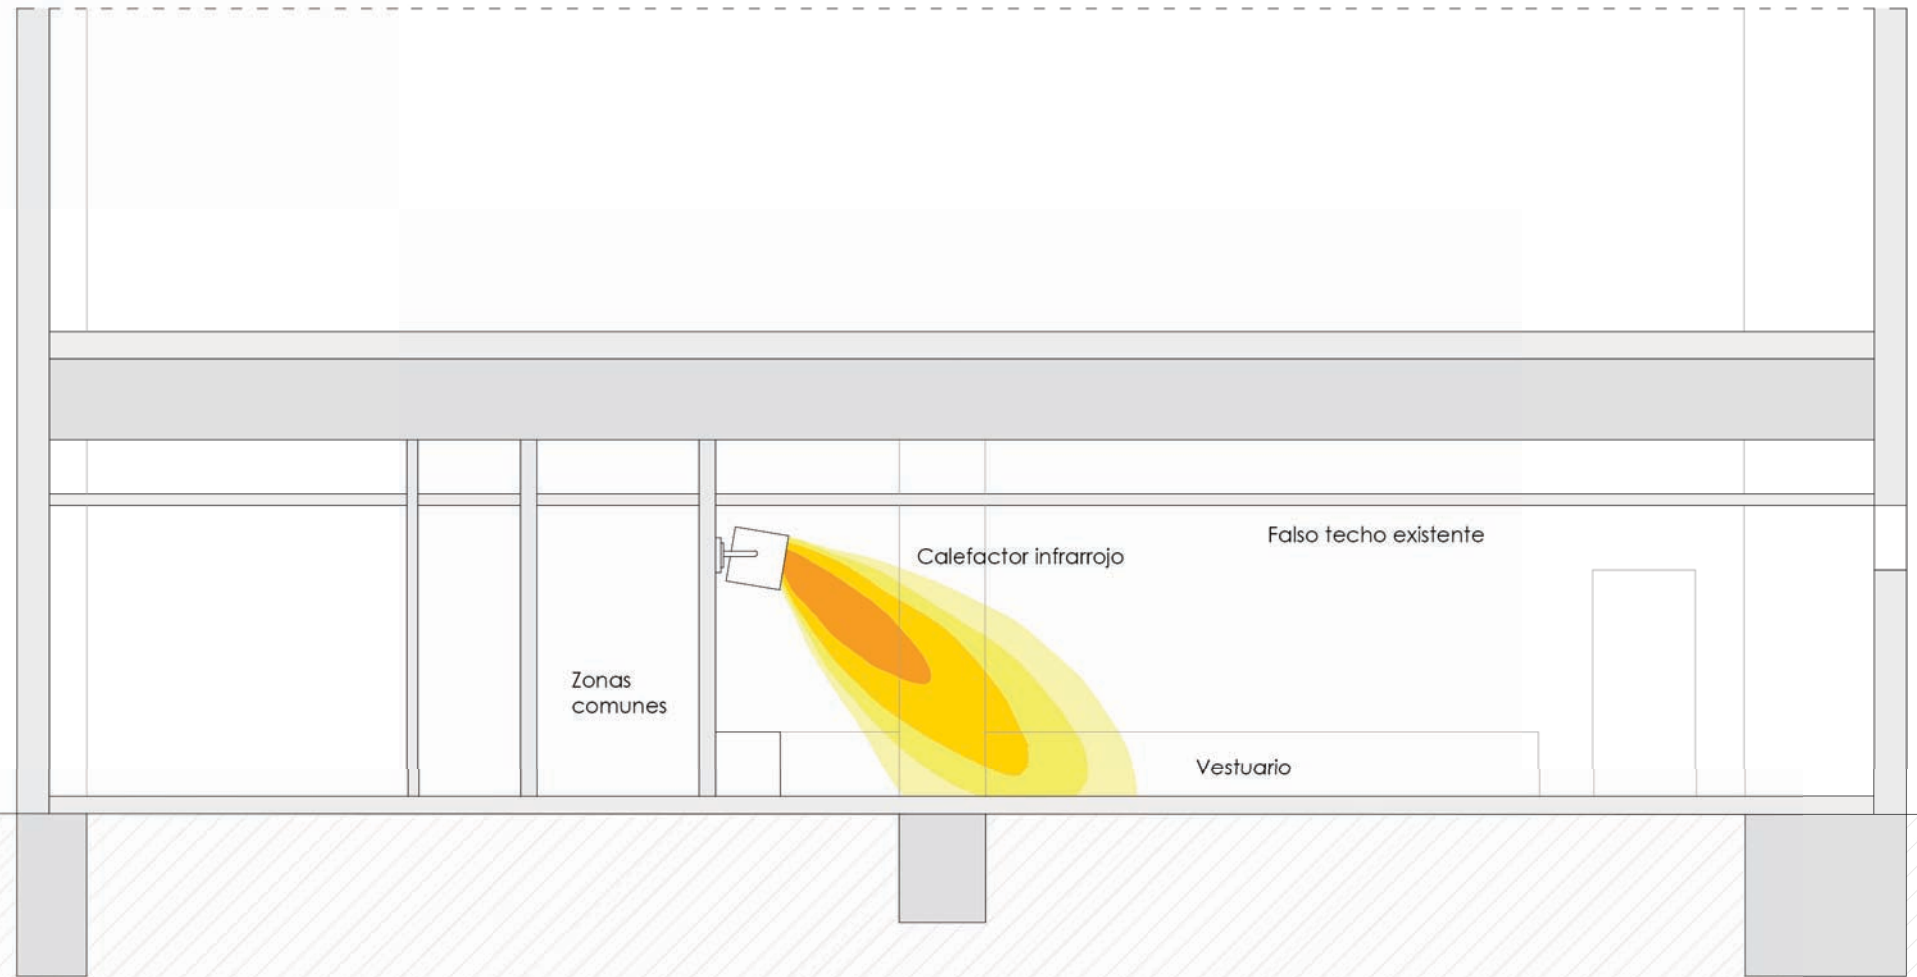 Falso techo existente
Calefactor infrarrojo
Zonas
comunes
Vestuario